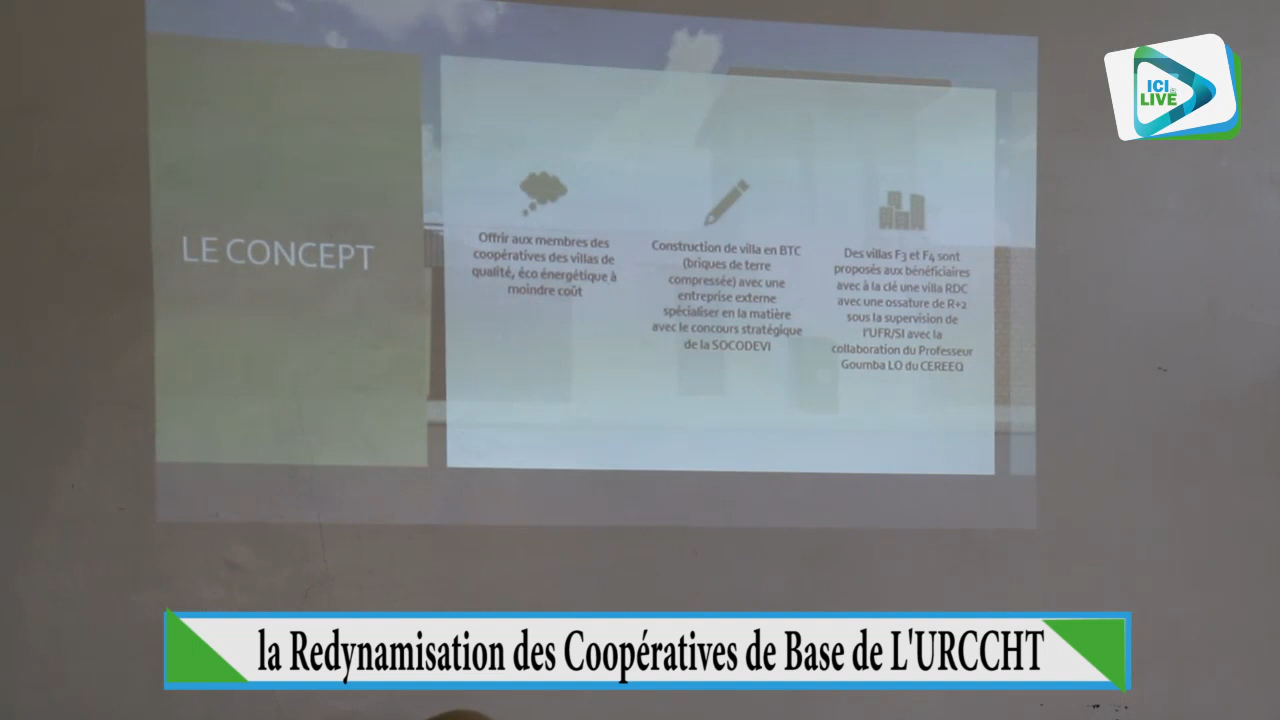 ICI
LIVE
LE CONCEPT
Offrir aux membres des
coopératives des villas de
qualité, éco énergétique à
moindre coût
Construction de villa en BTC
(briques de terre
compressée) avec une
entreprise externe
spécialiser en la matière
avec le concours stratégique
de la SOCODEVI
Des villas F3 et F4 sont
proposés aux bénéficiaires
avec à la clé une villa RDC
avec une ossature de R+2
sous la supervision de
l'UFR/SI avec la
collaboration du Professeur
Goumba LO du CEREEQ
la Redynamisation des Coopératives de Base de L'URCCHT